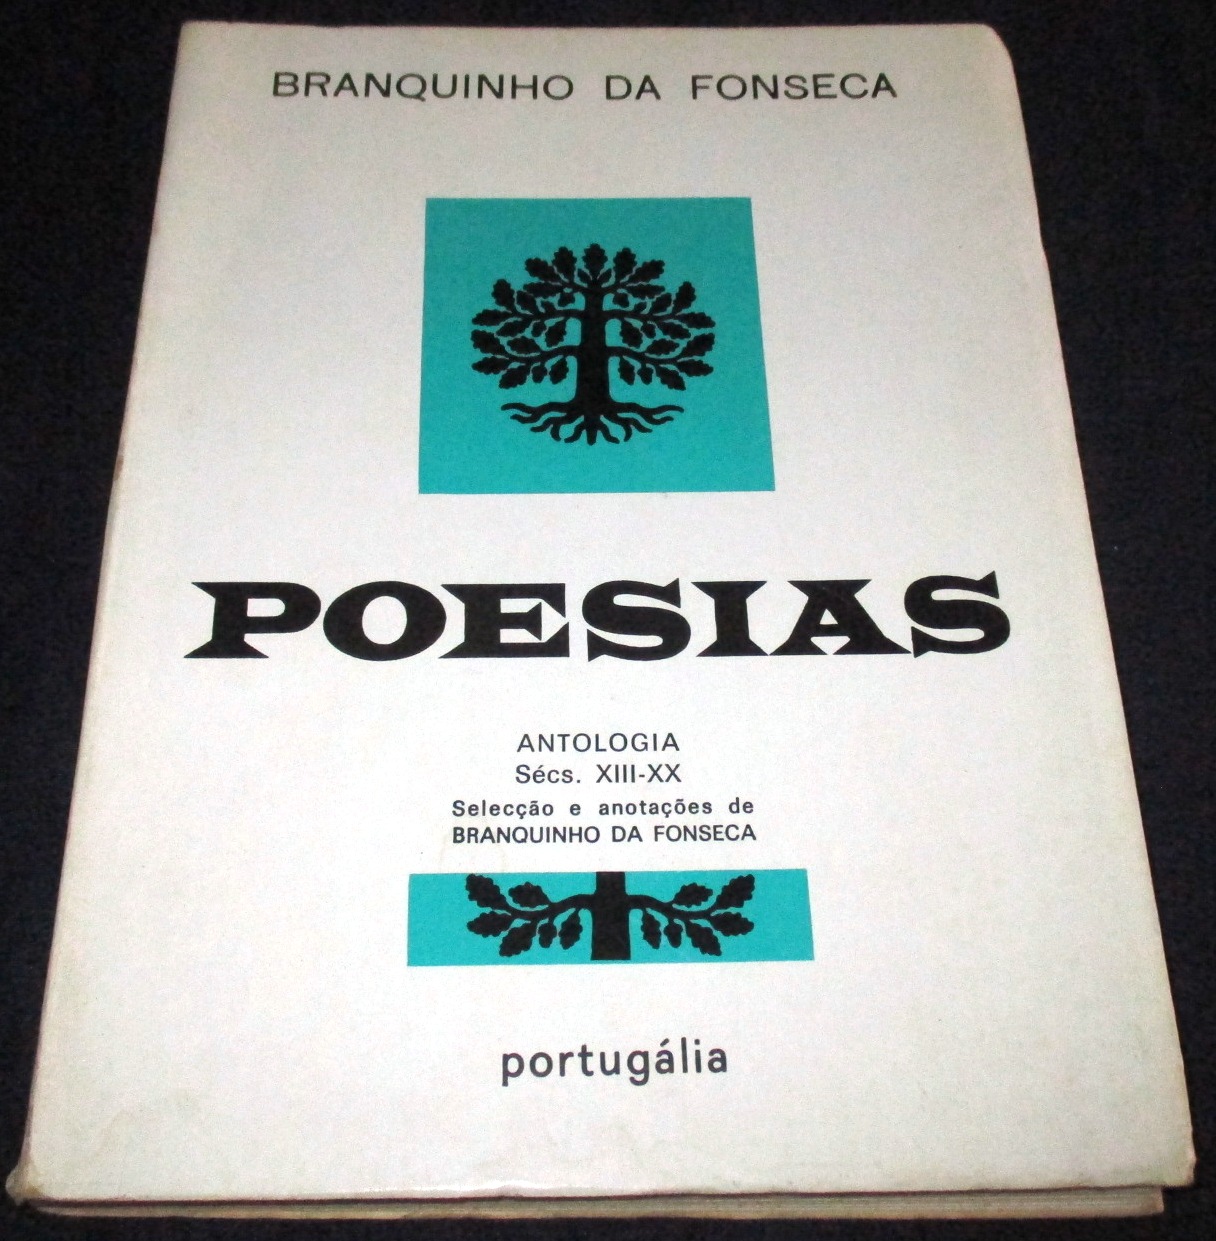 BRANQUINHO DA FONSECA
POESIAS
ANTOLOGIA
Sécs. XIII-XX
Selecção e anotações de
BRANQUINHO DA FONSECA
portugália